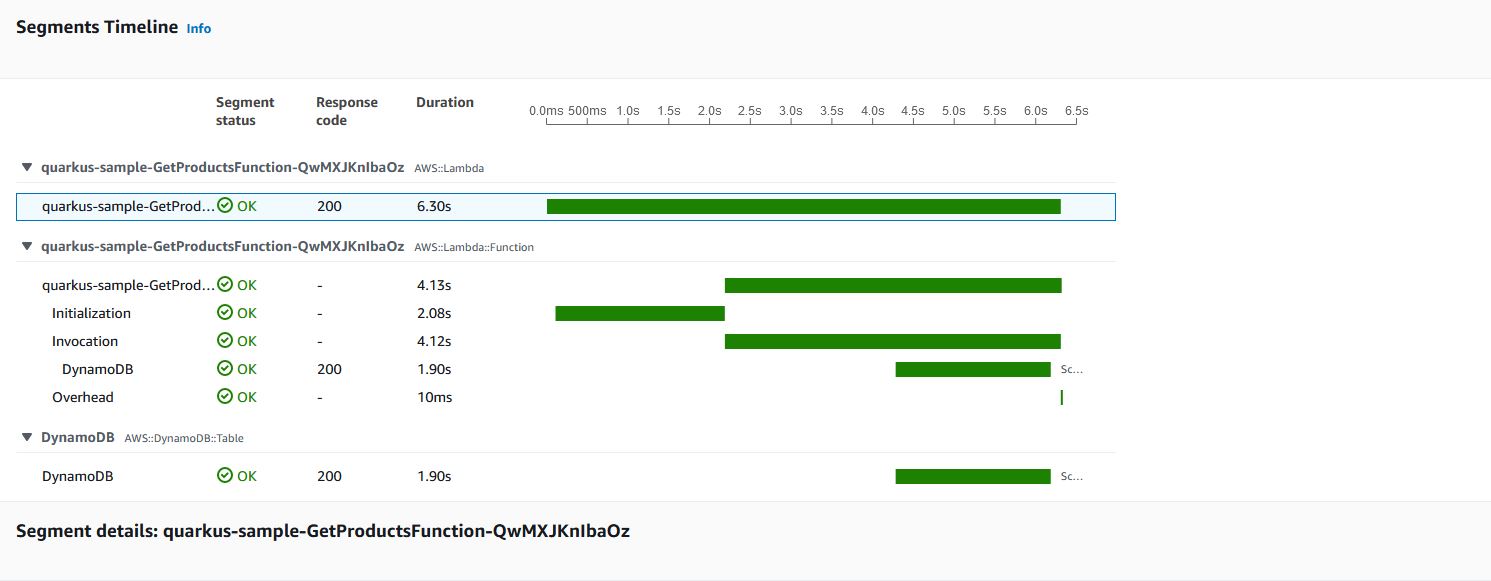 Segments Timeline Info
Segment status Response code Duration 0.0ms 500ms 1.0s 1.5s 2.0s 2.5s 3.0s 3.5s 4.0s 4.5s 5.0s 5.5s 6.0s 6.5s
quarkus-sample-GetProductsFunction-QwMXJKnIbaOz AWS::Lambda
quarkus-sample-GetProd... OK 200 6.30s
quarkus-sample-GetProductsFunction-QwMXJKnIbaOz AWS::Lambda::Function
quarkus-sample-GetProd... OK - 4.13s
Initialization OK - 2.08s
Invocation OK - 4.12s
DynamoDB OK 200 1.90s Sc...
Overhead OK - 10ms
DynamoDB AWS::DynamoDB::Table
DynamoDB OK 200 1.90s Sc...
Segment details: quarkus-sample-GetProductsFunction-QwMXJKnIbaOz